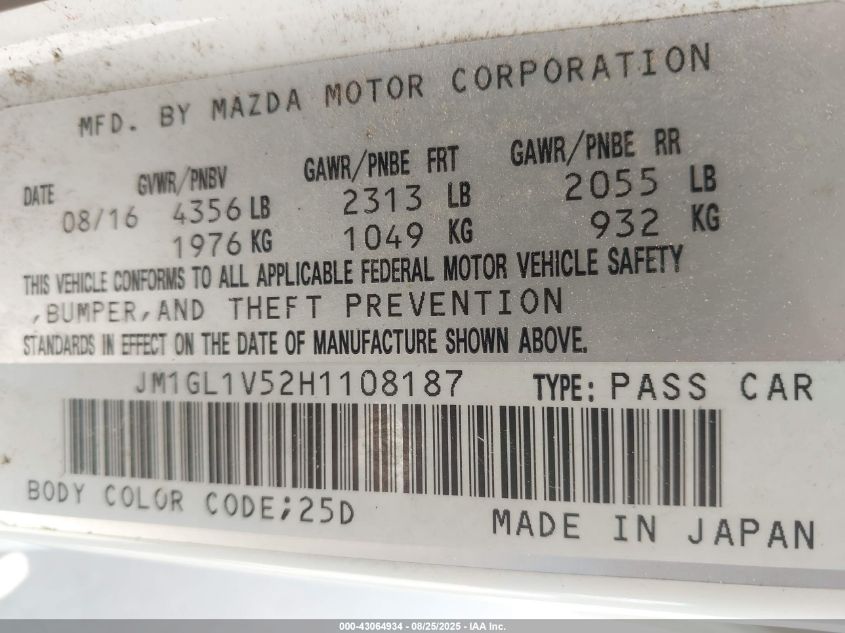 MFD. BY MAZDA MOTOR CORPORATION
DATE GVWR/PNBV GAWR/PNBE FRT GAWR/PNBE RR
08/16 4356 LB 2313 LB 2055 LB
1976 KG 1049 KG 932 KG
THIS VEHICLE CONFORMS TO ALL APPLICABLE FEDERAL MOTOR VEHICLE SAFETY
,BUMPER,AND THEFT PREVENTION
STANDARDS IN EFFECT ON THE DATE OF MANUFACTURE SHOWN ABOVE.
JM1GL1V52H1108187 TYPE: PASS CAR
BODY COLOR CODE;25D
MADE IN JAPAN
000-43064934 - 08/25/2025 - IAA Inc.